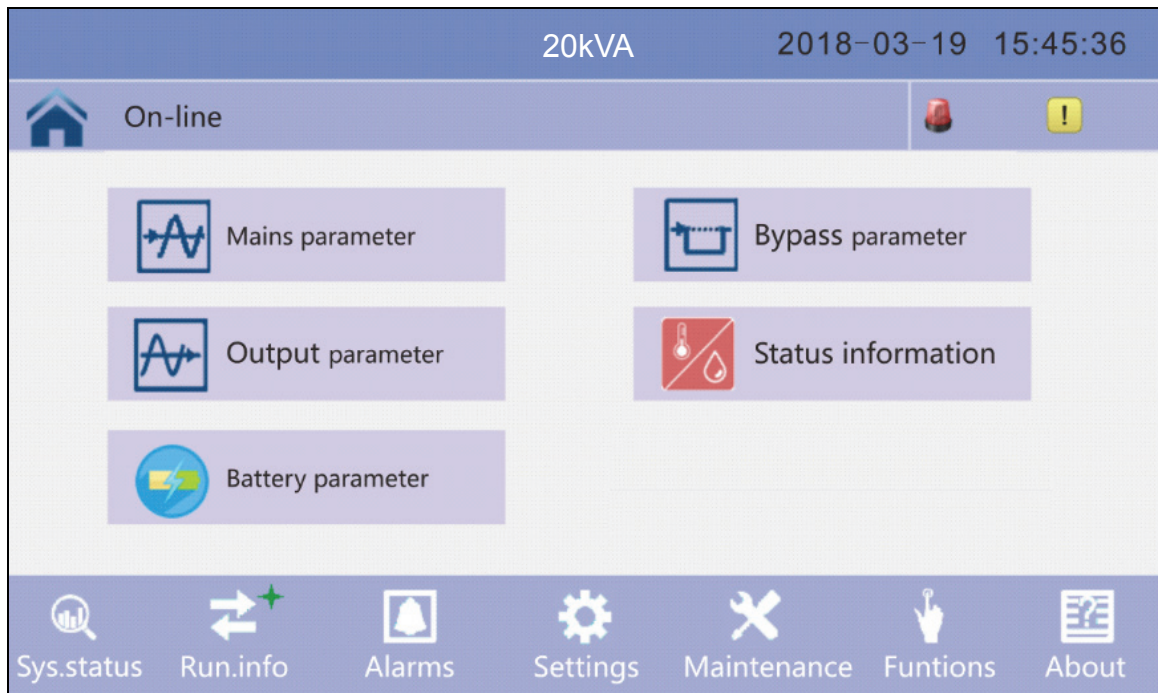 20kVA 2018-03-19 15:45:36
On-line
Mains parameter
Bypass parameter
Output parameter
Status information
Battery parameter
Sys.status Run.info Alarms Settings Maintenance Funtions About